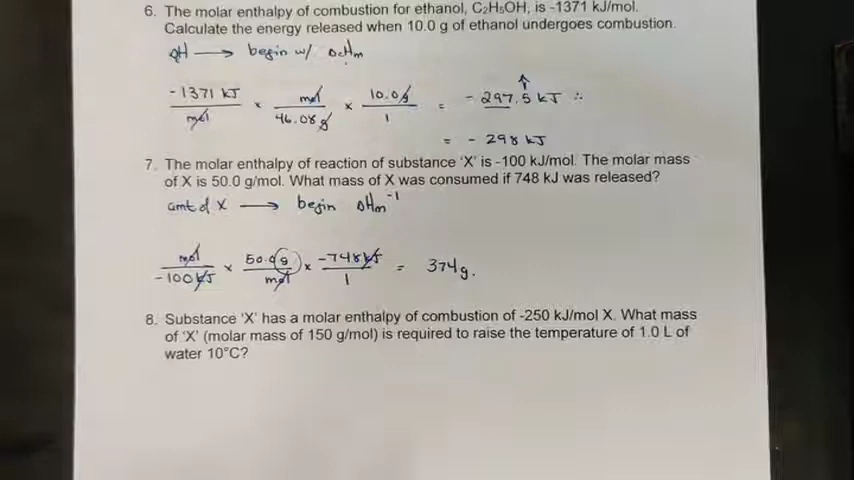 6. The molar enthalpy of combustion for ethanol, C₂H₅OH, is -1371 kJ/mol.
Calculate the energy released when 10.0 g of ethanol undergoes combustion.
ΔH ⟶ begin w/ ΔcHm
-1371 kJ / mol × mol / 46.08 g × 10.0 g / 1 = - 297.5 kJ ∴
= - 298 kJ
7. The molar enthalpy of reaction of substance 'X' is -100 kJ/mol. The molar mass
of X is 50.0 g/mol. What mass of X was consumed if 748 kJ was released?
amt of X ⟶ begin ΔHm⁻¹
mol / -100 kJ × 50.0 g / mol × -748 kJ / 1 = 374 g.
8. Substance 'X' has a molar enthalpy of combustion of -250 kJ/mol X. What mass
of 'X' (molar mass of 150 g/mol) is required to raise the temperature of 1.0 L of
water 10°C?